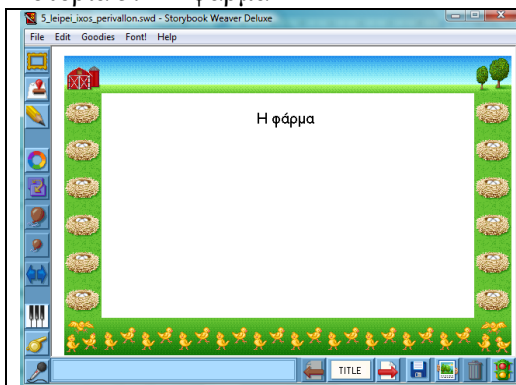 5_leipei_ixos_perivallon.swd - Storybook Weaver Deluxe
File Edit Goodies Font! Help
Η φάρμα
TITLE